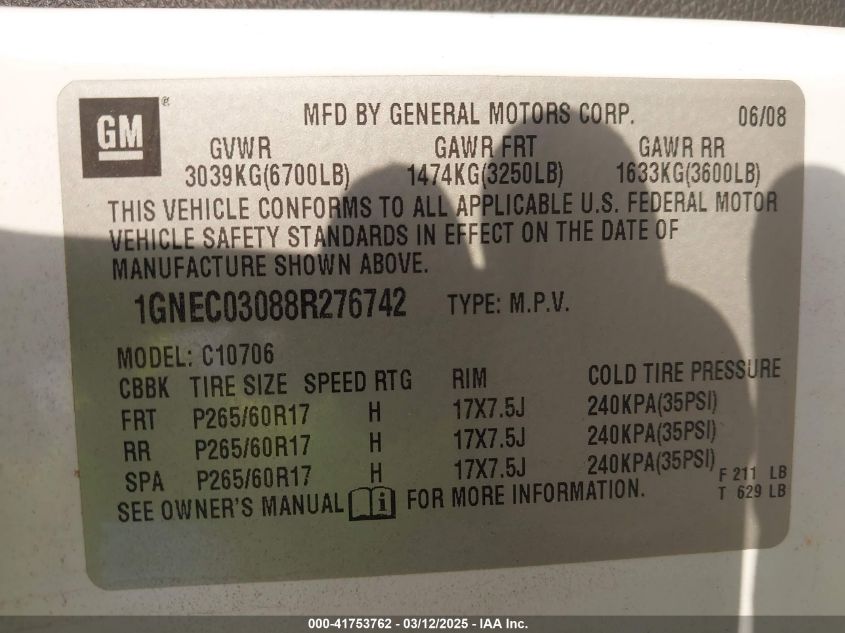 GM®
MFD BY GENERAL MOTORS CORP. 06/08
GVWR GAWR FRT GAWR RR
3039KG(6700LB) 1474KG(3250LB) 1633KG(3600LB)
THIS VEHICLE CONFORMS TO ALL APPLICABLE U.S. FEDERAL MOTOR
VEHICLE SAFETY STANDARDS IN EFFECT ON THE DATE OF
MANUFACTURE SHOWN ABOVE.
1GNEC03088R276742 TYPE: M.P.V.
MODEL: C10706
CBBK TIRE SIZE SPEED RTG RIM COLD TIRE PRESSURE
FRT P265/60R17 H 17X7.5J 240KPA(35PSI)
RR P265/60R17 H 17X7.5J 240KPA(35PSI)
SPA P265/60R17 H 17X7.5J 240KPA(35PSI)
F 211 LB
SEE OWNER'S MANUAL i FOR MORE INFORMATION. T 629 LB
000-41753762 - 03/12/2025 - IAA Inc.